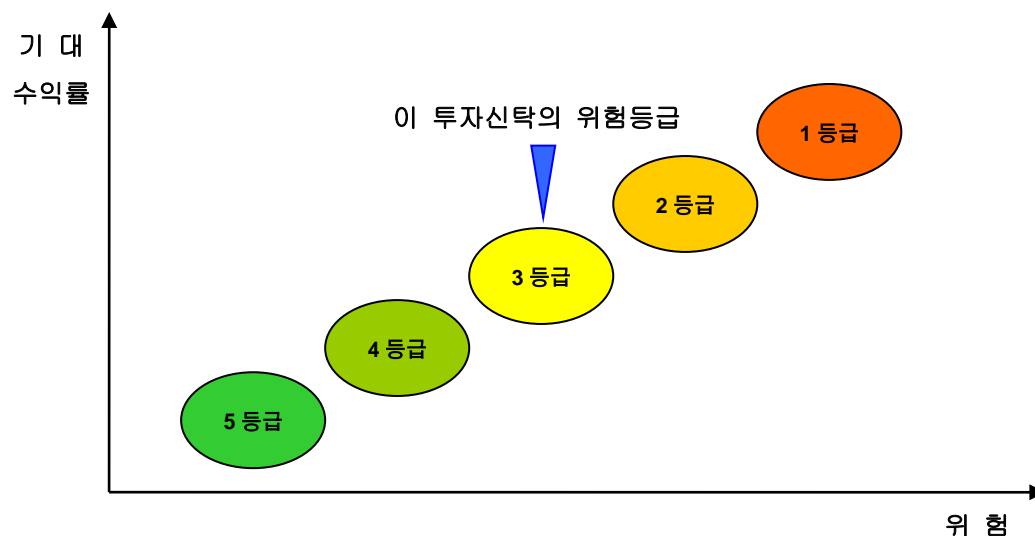 기 대
수익률
이 투자신탁의 위험등급
1 등급
2 등급
3 등급
4 등급
5 등급
위 험